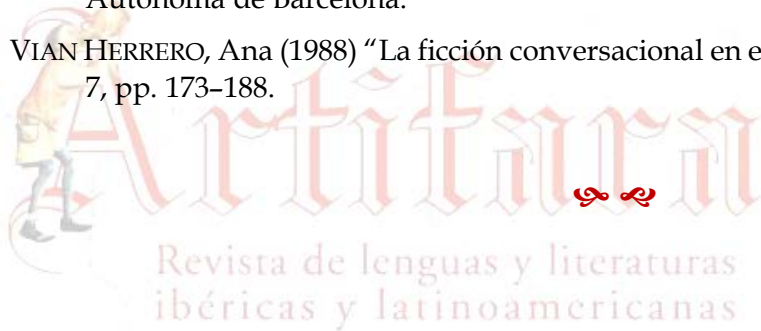 Autónoma de Barcelona.
VIAN HERRERO, Ana (1988) “La ficción conversacional en e
7, pp. 173–188.
Artifara
Revista de lenguas y literaturas
ibéricas y latinoamericanas